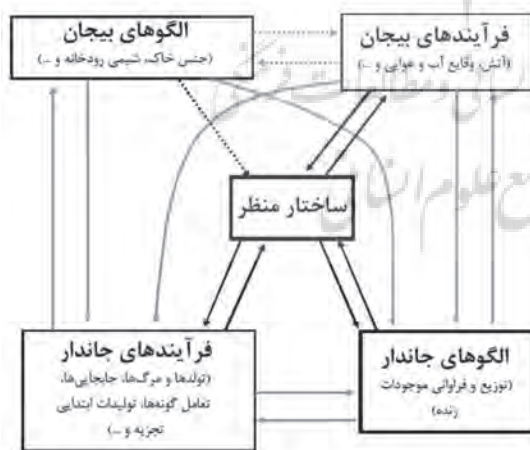 فرآیندهای بیجان
(آتش، وقایع آب و هوایی و ...)
الگوهای بیجان
(جنس خاک، شیمی رودخانه و ...)
ساختار منظر
الگوهای جاندار
(توزیع و فراوانی موجودات
زنده)
فرآیندهای جاندار
(تولدها و مرگ‌ها، جابجایی‌ها،
تعامل گونه‌ها، تولیدات ابتدایی
تجزیه و ...)